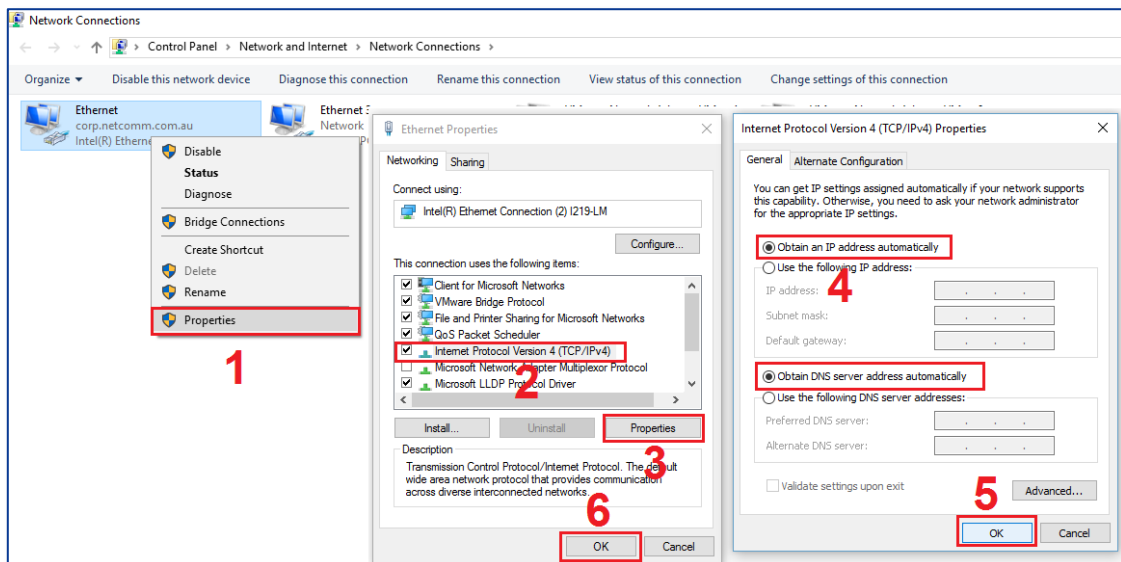 Network Connections
Control Panel > Network and Internet > Network Connections >
Organize Disable this network device Diagnose this connection Rename this connection View status of this connection Change settings of this connection
Ethernet
corp.netcomm.com.au
Intel(R) Etherne
Ethernet
Network
Disable
Status
Diagnose
Bridge Connections
Create Shortcut
Delete
Rename
Properties
1
Ethernet Properties
Networking Sharing
Connect using:
Intel(R) Ethernet Connection (2) I219-LM
Configure...
This connection uses the following items:
Client for Microsoft Networks
VMware Bridge Protocol
File and Printer Sharing for Microsoft Networks
QoS Packet Scheduler
Internet Protocol Version 4 (TCP/IPv4)
Microsoft Network Adapter Multiplexor Protocol
Microsoft LLDP Protocol Driver
2
Install... Uninstall Properties
3
Description
Transmission Control Protocol/Internet Protocol. The default
wide area network protocol that provides communication
across diverse interconnected networks.
6
OK Cancel
Internet Protocol Version 4 (TCP/IPv4) Properties
General Alternate Configuration
You can get IP settings assigned automatically if your network supports
this capability. Otherwise, you need to ask your network administrator
for the appropriate IP settings.
Obtain an IP address automatically
Use the following IP address:
4
IP address: . . .
Subnet mask: . . .
Default gateway: . . .
Obtain DNS server address automatically
Use the following DNS server addresses:
Preferred DNS server: . . .
Alternate DNS server: . . .
Validate settings upon exit
5
Advanced...
OK Cancel